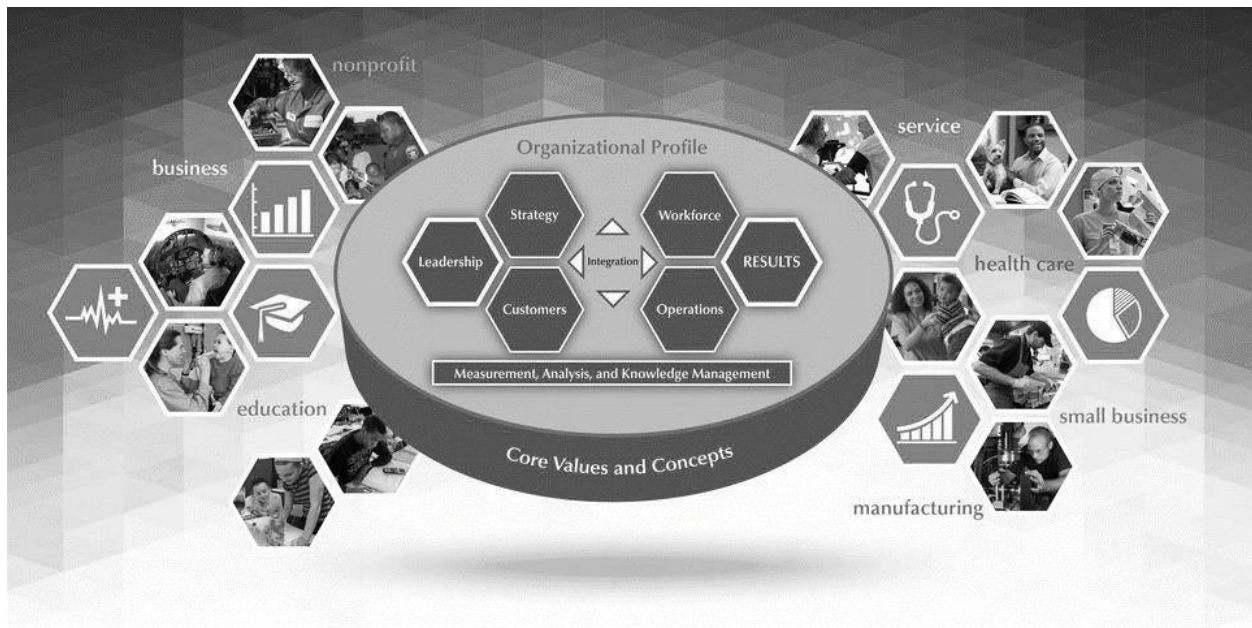 nonprofit
business
education
Organizational Profile
Strategy
Workforce
Leadership
Integration
RESULTS
Customers
Operations
Measurement, Analysis, and Knowledge Management
Core Values and Concepts
service
health care
small business
manufacturing